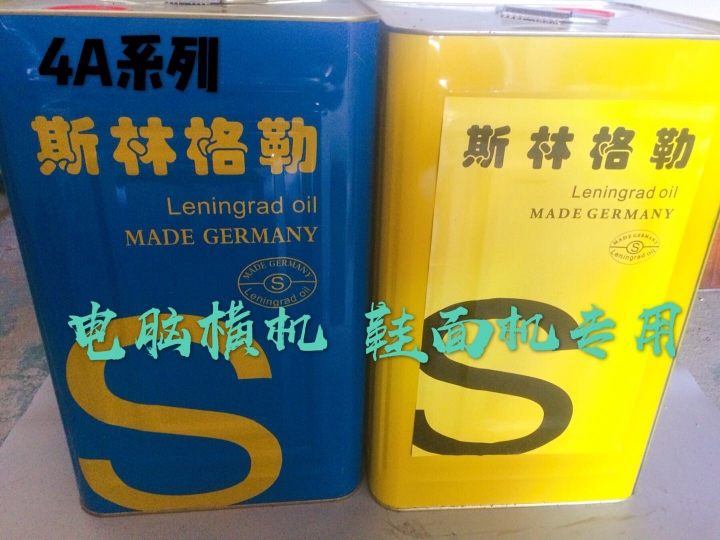 4A系列
斯林格勒
Leningrad oil
MADE GERMANY
MADE GERMANY
S
Leningrad oil
S
斯林格勒
Leningrad oil
MADE GERMANY
MADE GERMANY
S
Leningrad oil
S
电脑横机 鞋面机专用